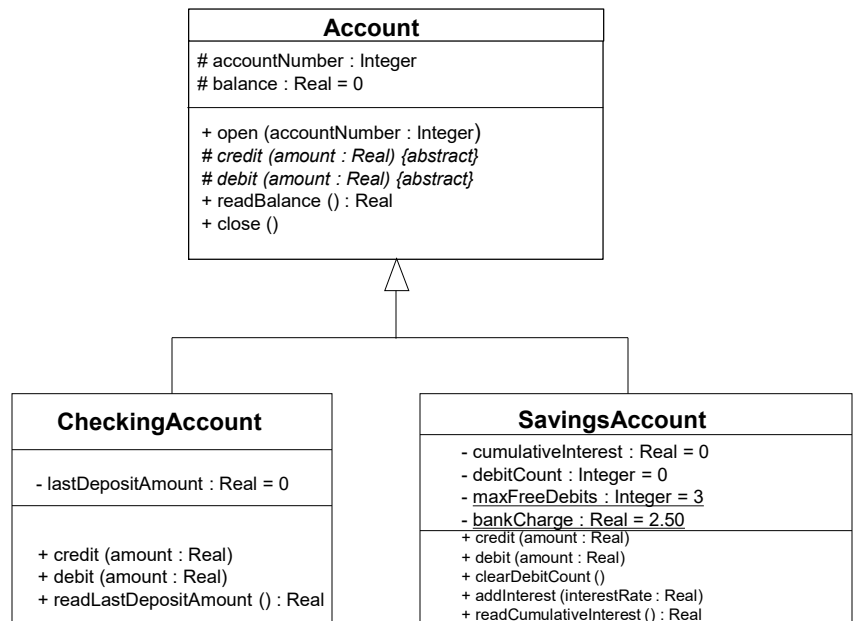 Account
# accountNumber : Integer
# balance : Real = 0
+ open (accountNumber : Integer)
# credit (amount : Real) {abstract}
# debit (amount : Real) {abstract}
+ readBalance () : Real
+ close ()
CheckingAccount
- lastDepositAmount : Real = 0
+ credit (amount : Real)
+ debit (amount : Real)
+ readLastDepositAmount () : Real
SavingsAccount
- cumulativeInterest : Real = 0
- debitCount : Integer = 0
- maxFreeDebits : Integer = 3
- bankCharge : Real = 2.50
+ credit (amount : Real)
+ debit (amount : Real)
+ clearDebitCount ()
+ addInterest (interestRate : Real)
+ readCumulativeInterest () : Real